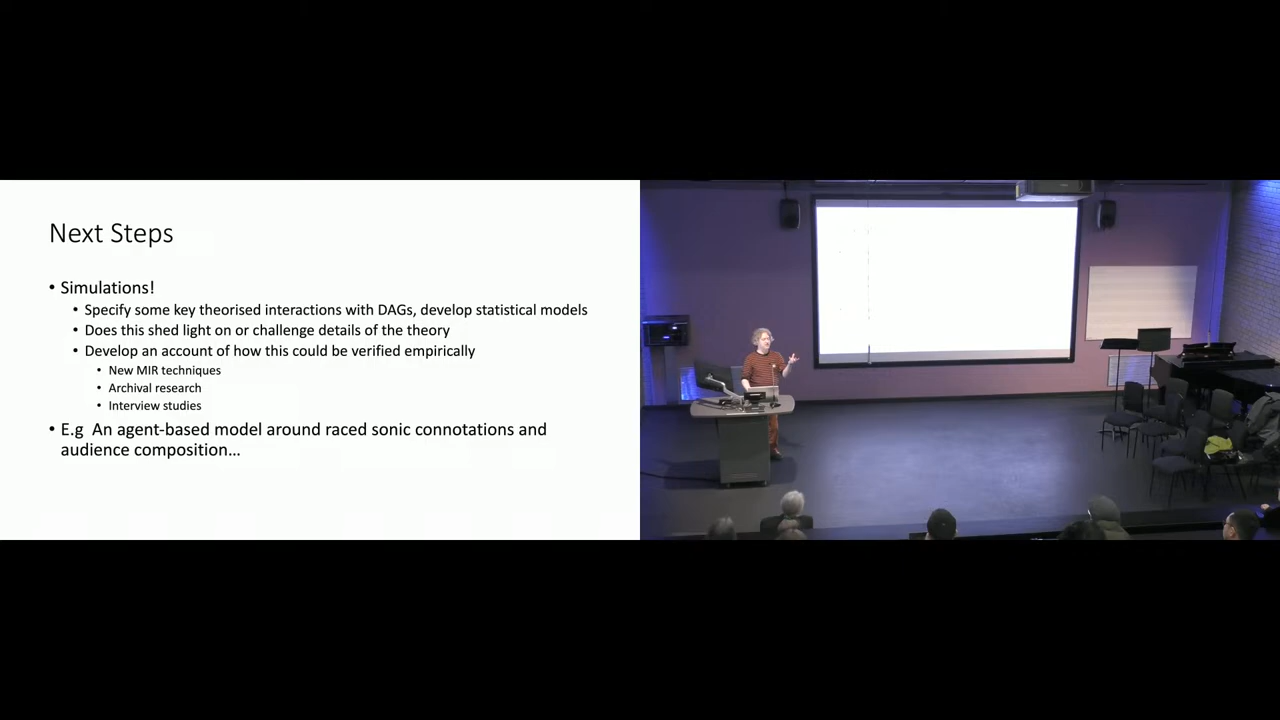 Next Steps
• Simulations!
• Specify some key theorised interactions with DAGs, develop statistical models
• Does this shed light on or challenge details of the theory
• Develop an account of how this could be verified empirically
• New MIR techniques
• Archival research
• Interview studies
• E.g  An agent-based model around raced sonic connotations and
audience composition…